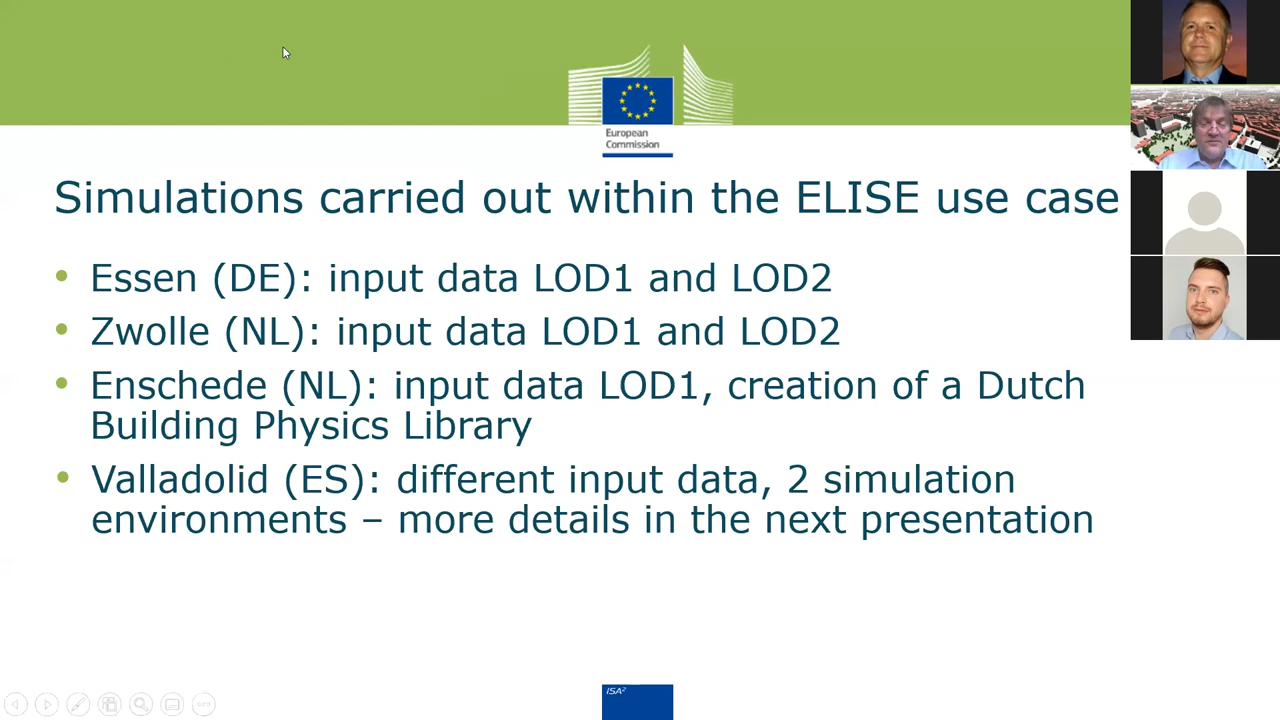 European
Commission
Simulations carried out within the ELISE use case
• Essen (DE): input data LOD1 and LOD2
• Zwolle (NL): input data LOD1 and LOD2
• Enschede (NL): input data LOD1, creation of a Dutch
Building Physics Library
• Valladolid (ES): different input data, 2 simulation
environments – more details in the next presentation
ISA²